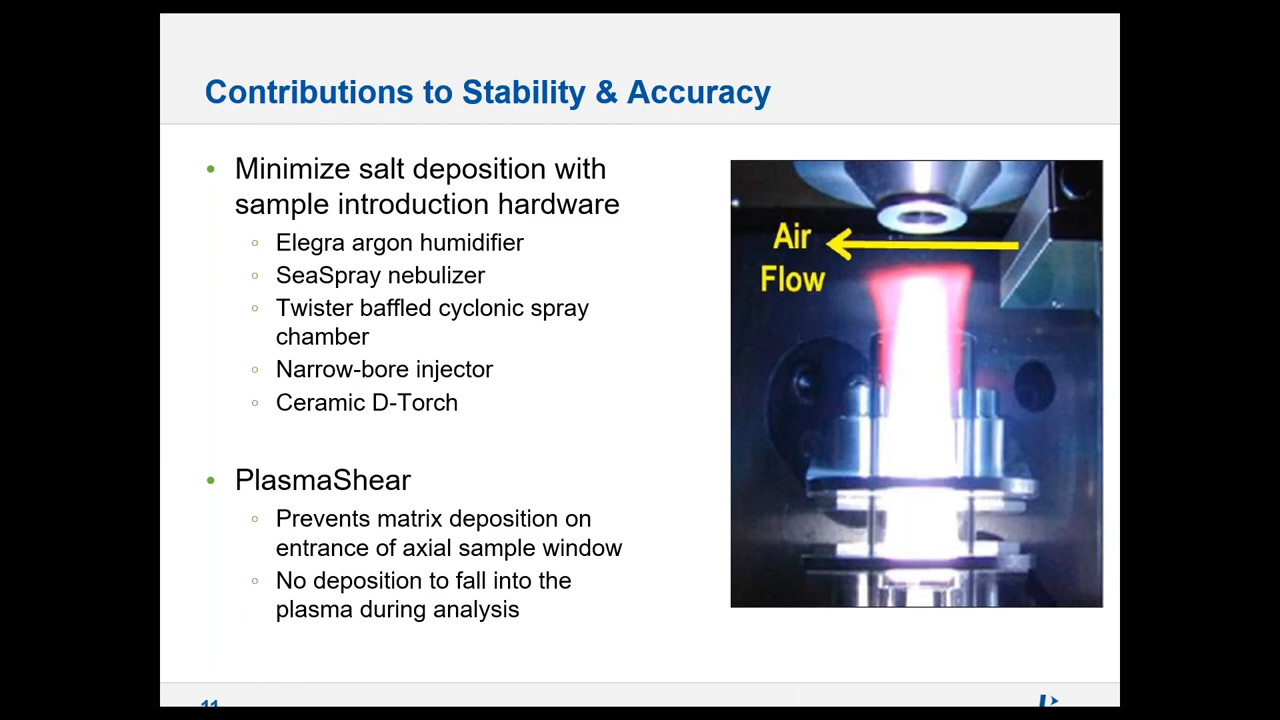 Contributions to Stability & Accuracy
• Minimize salt deposition with
sample introduction hardware
◦ Elegra argon humidifier
◦ SeaSpray nebulizer
◦ Twister baffled cyclonic spray
chamber
◦ Narrow-bore injector
◦ Ceramic D-Torch
• PlasmaShear
◦ Prevents matrix deposition on
entrance of axial sample window
◦ No deposition to fall into the
plasma during analysis
Air
Flow
11